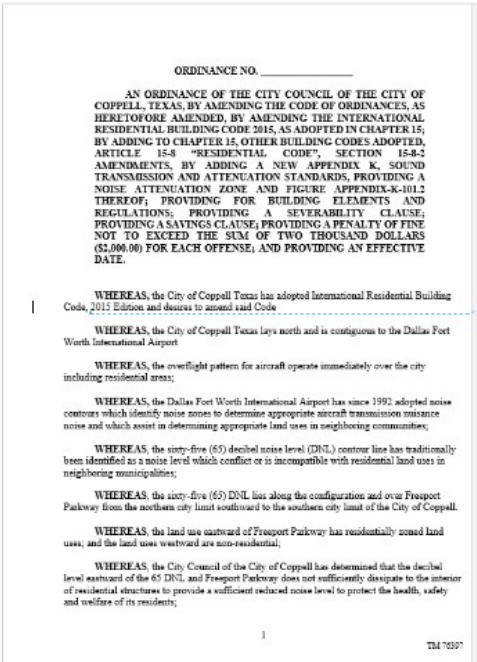 ORDINANCE NO. _______________
AN ORDINANCE OF THE CITY COUNCIL OF THE CITY OF
COPPELL, TEXAS, BY AMENDING THE CODE OF ORDINANCES, AS
HERETOFORE AMENDED, BY AMENDING THE INTERNATIONAL
RESIDENTIAL BUILDING CODE 2015, AS ADOPTED IN CHAPTER 15;
BY ADDING TO CHAPTER 15, OTHER BUILDING CODES ADOPTED,
ARTICLE 15-8 “RESIDENTIAL CODE”, SECTION 15-8-2
AMENDMENTS, BY ADDING A NEW APPENDIX K, SOUND
TRANSMISSION AND ATTENUATION STANDARDS, PROVIDING A
NOISE ATTENUATION ZONE AND FIGURE APPENDIX-K-101.2
THEREOF; PROVIDING FOR BUILDING ELEMENTS AND
REGULATIONS; PROVIDING A SEVERABILITY CLAUSE;
PROVIDING A SAVINGS CLAUSE; PROVIDING A PENALTY OF FINE
NOT TO EXCEED THE SUM OF TWO THOUSAND DOLLARS
($2,000.00) FOR EACH OFFENSE; AND PROVIDING AN EFFECTIVE
DATE.
WHEREAS, the City of Coppell Texas has adopted International Residential Building
Code, 2015 Edition and desires to amend said Code
WHEREAS, the City of Coppell Texas lays north and is contiguous to the Dallas Fort
Worth International Airport
WHEREAS, the overflight pattern for aircraft operate immediately over the city
including residential areas;
WHEREAS, the Dallas Fort Worth International Airport has since 1992 adopted noise
contours which identify noise zones to determine appropriate aircraft transmission nuisance
noise and which assist in determining appropriate land uses in neighboring communities;
WHEREAS, the sixty-five (65) decibel noise level (DNL) contour line has traditionally
been identified as a noise level which conflict or is incompatible with residential land uses in
neighboring municipalities;
WHEREAS, the sixty-five (65) DNL lies along the configuration and over Freeport
Parkway from the northern city limit southward to the southern city limit of the City of Coppell.
WHEREAS, the land use eastward of Freeport Parkway has residentially zoned land
uses; and the land uses westward are non-residential;
WHEREAS, the City Council of the City of Coppell has determined that the decibel
level eastward of the 65 DNL and Freeport Parkway does not sufficiently dissipate to the interior
of residential structures to provide a sufficient reduced noise level to protect the health, safety
and welfare of its residents;
1
TM 76397